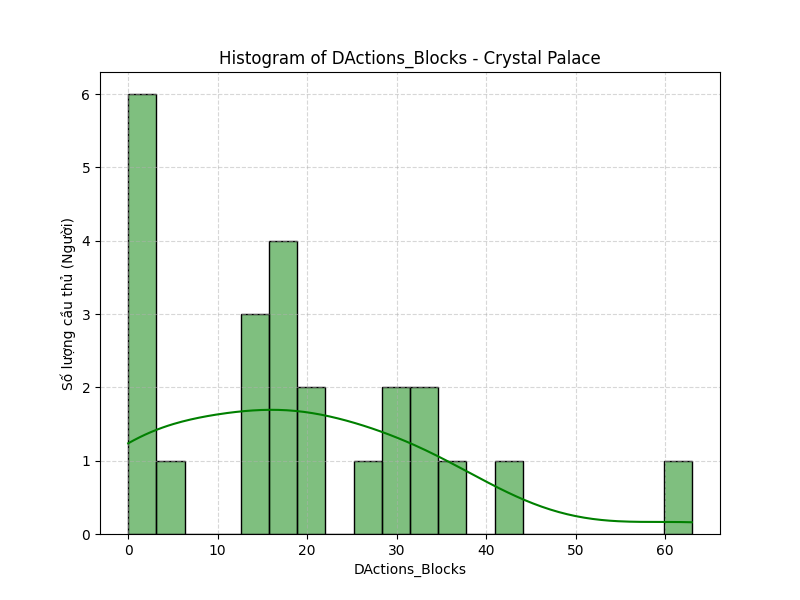 Histogram of DActions_Blocks - Crystal Palace
Số lượng cầu thủ (Người)
6
5
4
3
2
1
0
0 10 20 30 40 50 60
DActions_Blocks